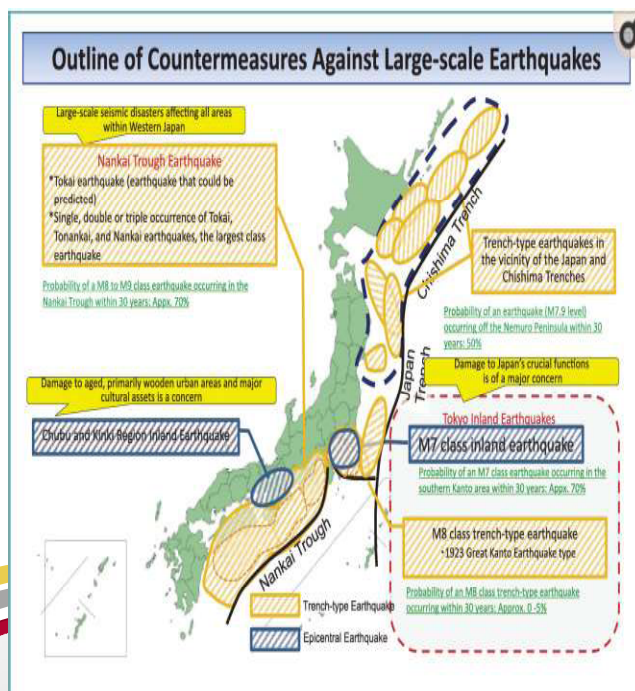 Outline of Countermeasures Against Large-scale Earthquakes
Large-scale seismic disasters affecting all areas
within Western Japan
Nankai Trough Earthquake
*Tokai earthquake (earthquake that could be
predicted)
*Single, double or triple occurrence of Tokai,
Tonankai, and Nankai earthquakes, the largest class
earthquake
Probability of a M8 to M9 class earthquake occurring in the
Nankai Trough within 30 years: Appx. 70%
Chishima Trench
Trench-type earthquakes in
the vicinity of the Japan and
Chishima Trenches
Probability of an earthquake (M7.9 level)
occurring off the Nemuro Peninsula within 30
years: 50%
Japan
Trench
Damage to Japan's crucial functions
is of a major concern
Damage to aged, primarily wooden urban areas and major
cultural assets is a concern
Chubu and Kinki Region Inland Earthquake
Tokyo Inland Earthquakes
M7 class inland earthquake
Probability of an M7 class earthquake occurring in the
southern Kanto area within 30 years: Appx. 70%
M8 class trench-type earthquake
・1923 Great Kanto Earthquake type
Probability of an M8 class trench-type earthquake
occurring within 30 years: Approx. 0 -5%
Nankai Trough
Trench-type Earthquake
Epicentral Earthquake